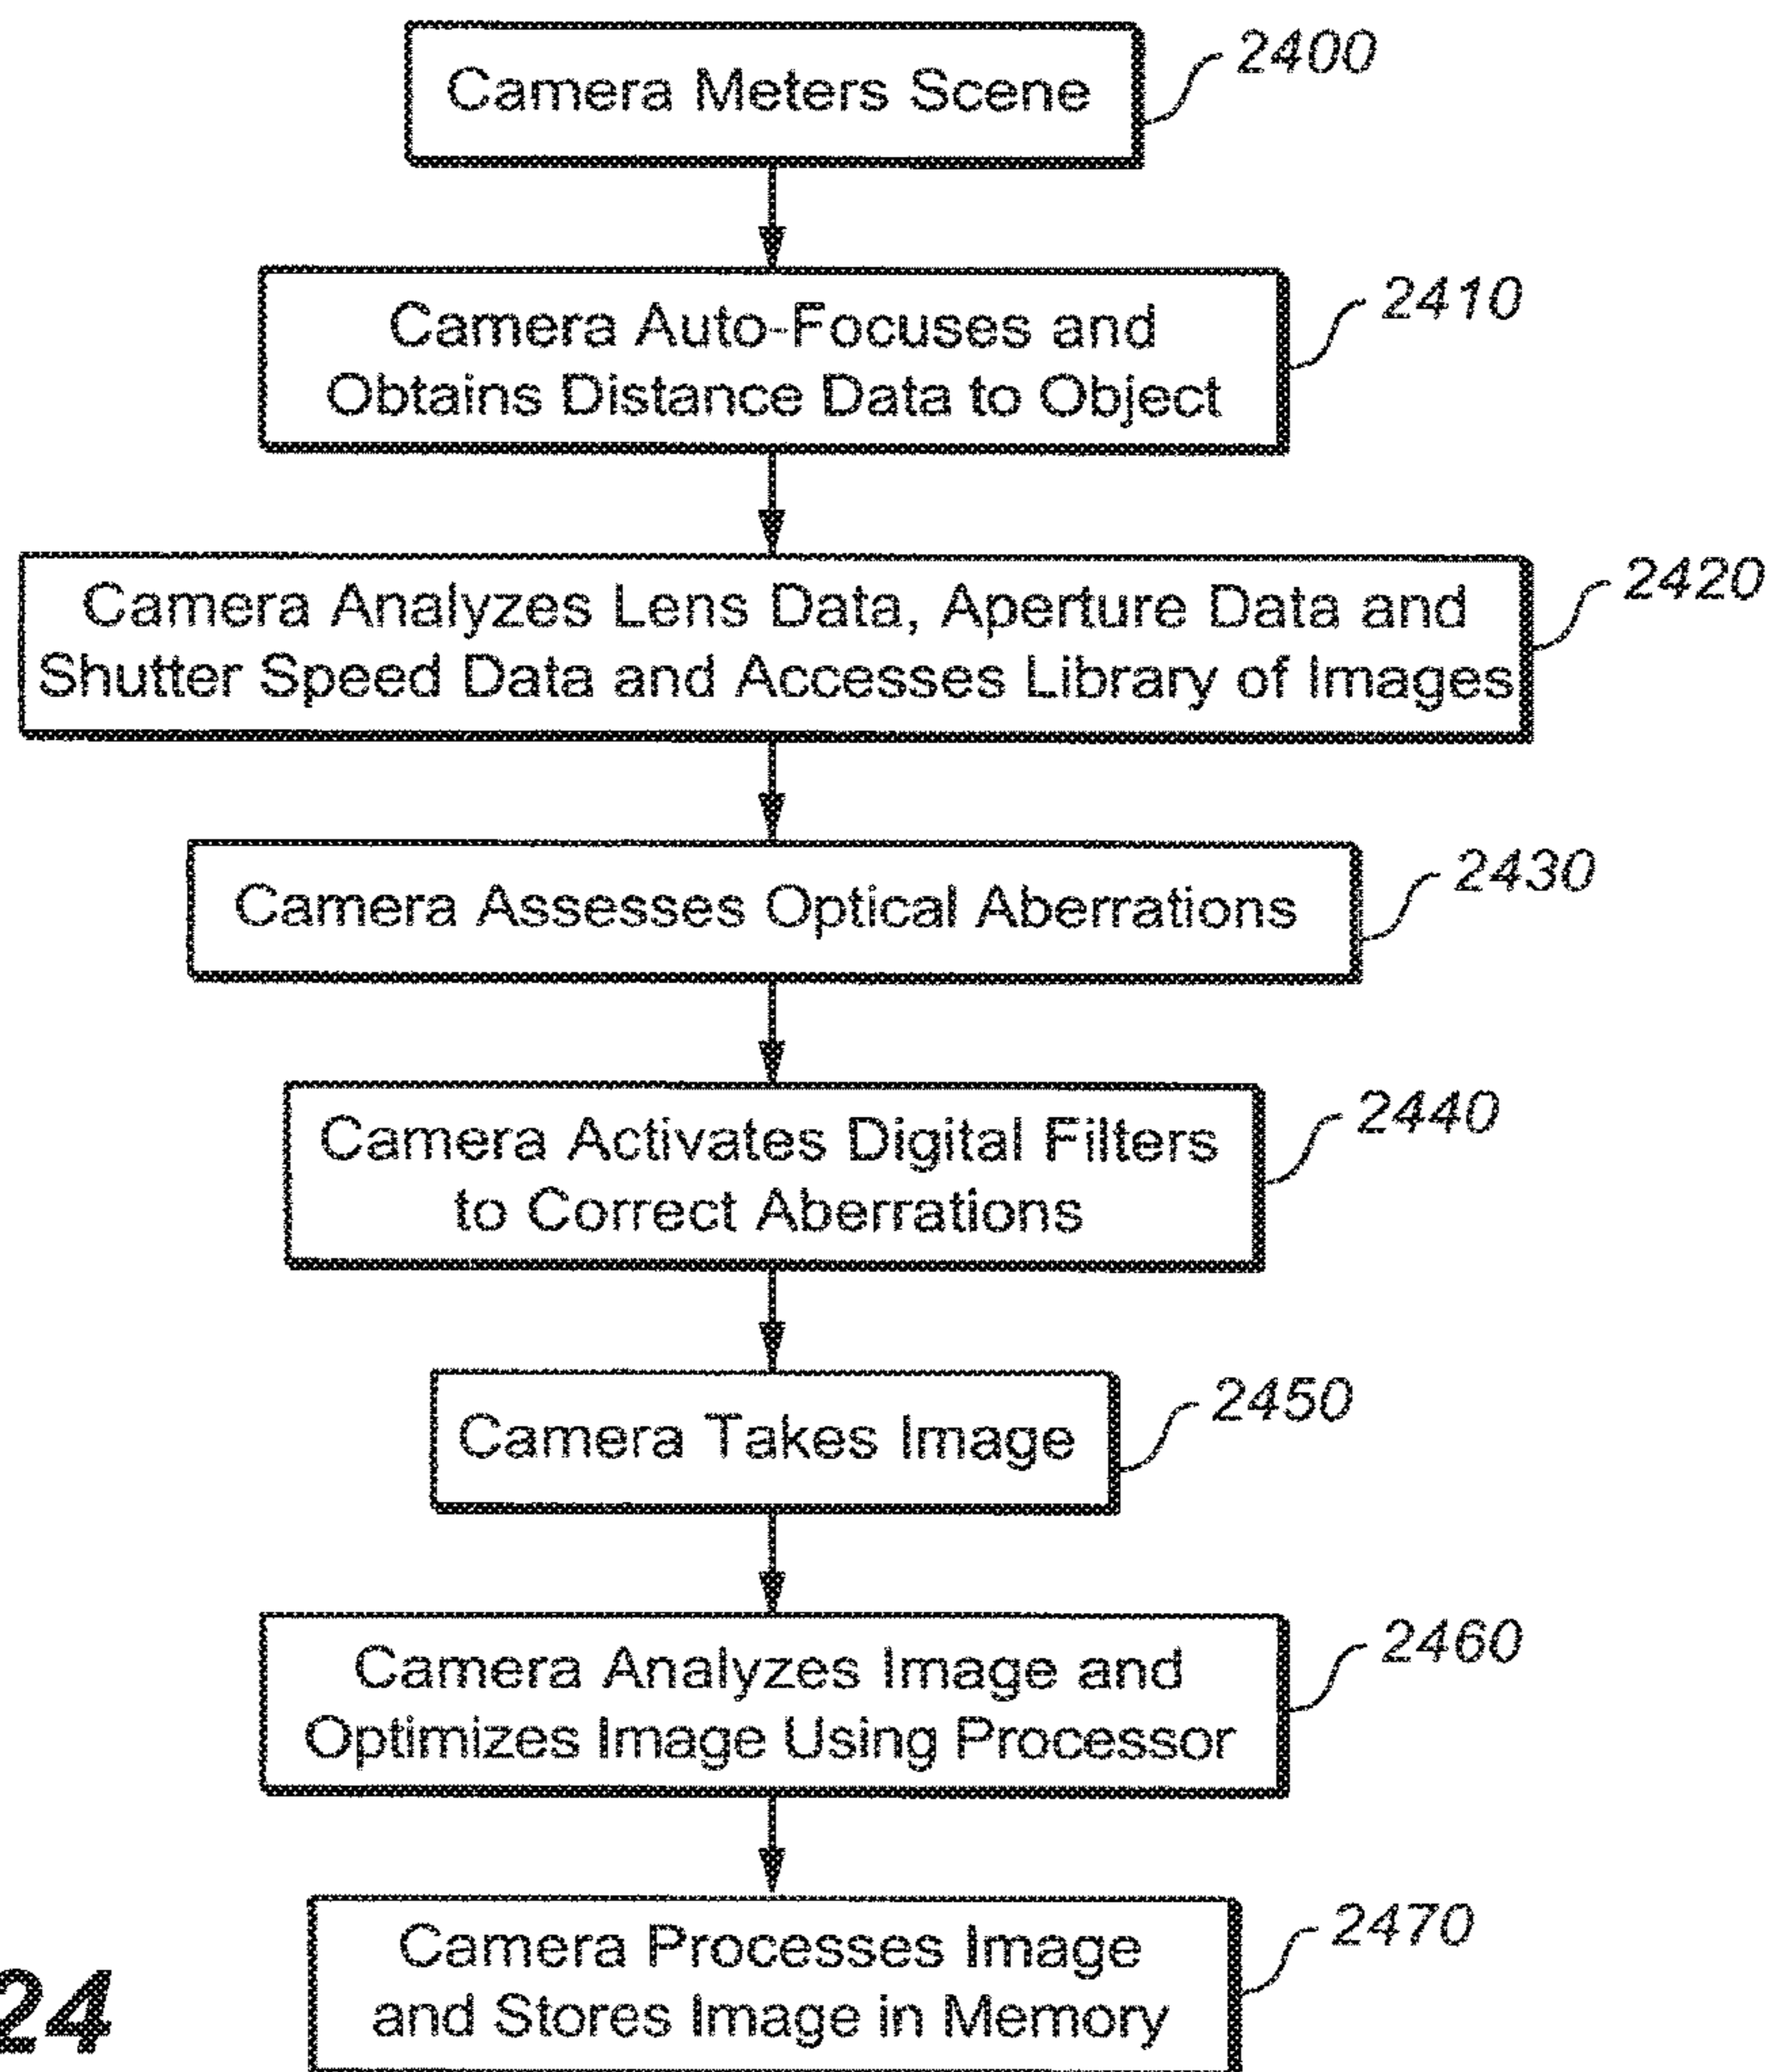 Camera Meters Scene
2400
Camera Auto-Focuses and
Obtains Distance Data to Object
2410
Camera Analyzes Lens Data, Aperture Data and
Shutter Speed Data and Accesses Library of Images
2420
Camera Assesses Optical Aberrations
2430
Camera Activates Digital Filters
to Correct Aberrations
2440
Camera Takes Image
2450
Camera Analyzes Image and
Optimizes Image Using Processor
2460
Camera Processes Image
and Stores Image in Memory
2470
24